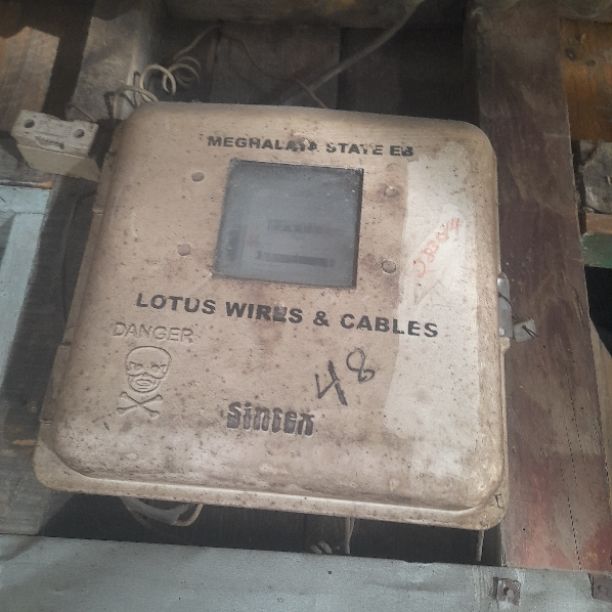 MEGHALAYA STATE EB
LOTUS WIRES & CABLES
DANGER
48
Sintex